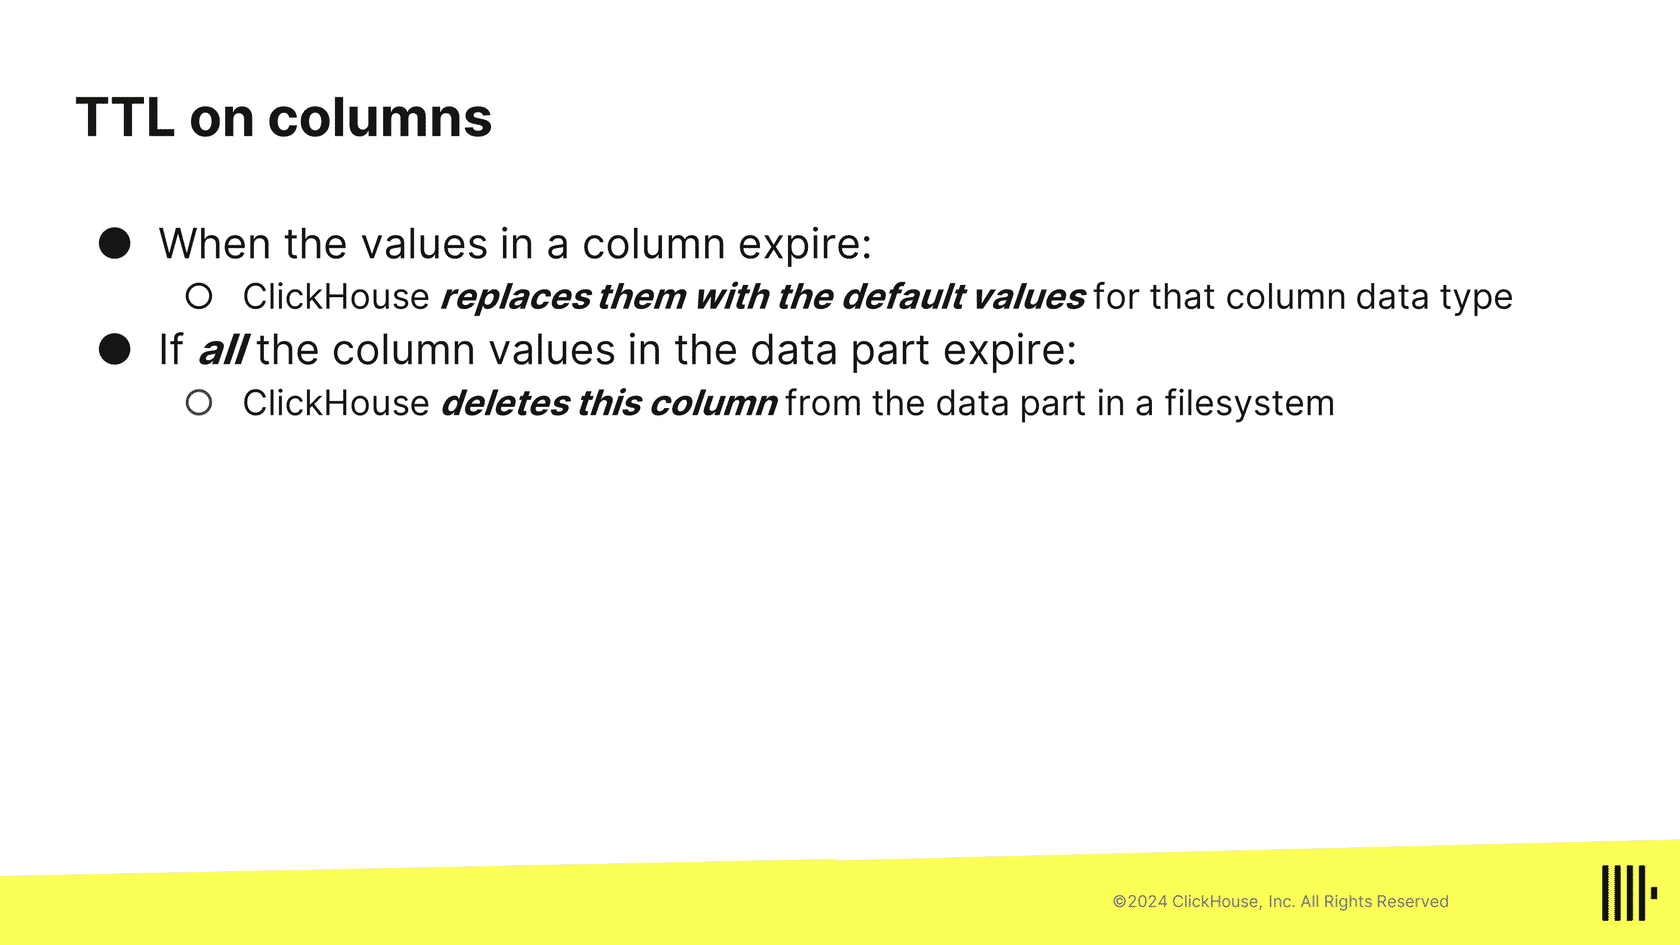 TTL on columns
● When the values in a column expire:
○ ClickHouse replaces them with the default values for that column data type
● If all the column values in the data part expire:
○ ClickHouse deletes this column from the data part in a filesystem
©2024 ClickHouse, Inc. All Rights Reserved